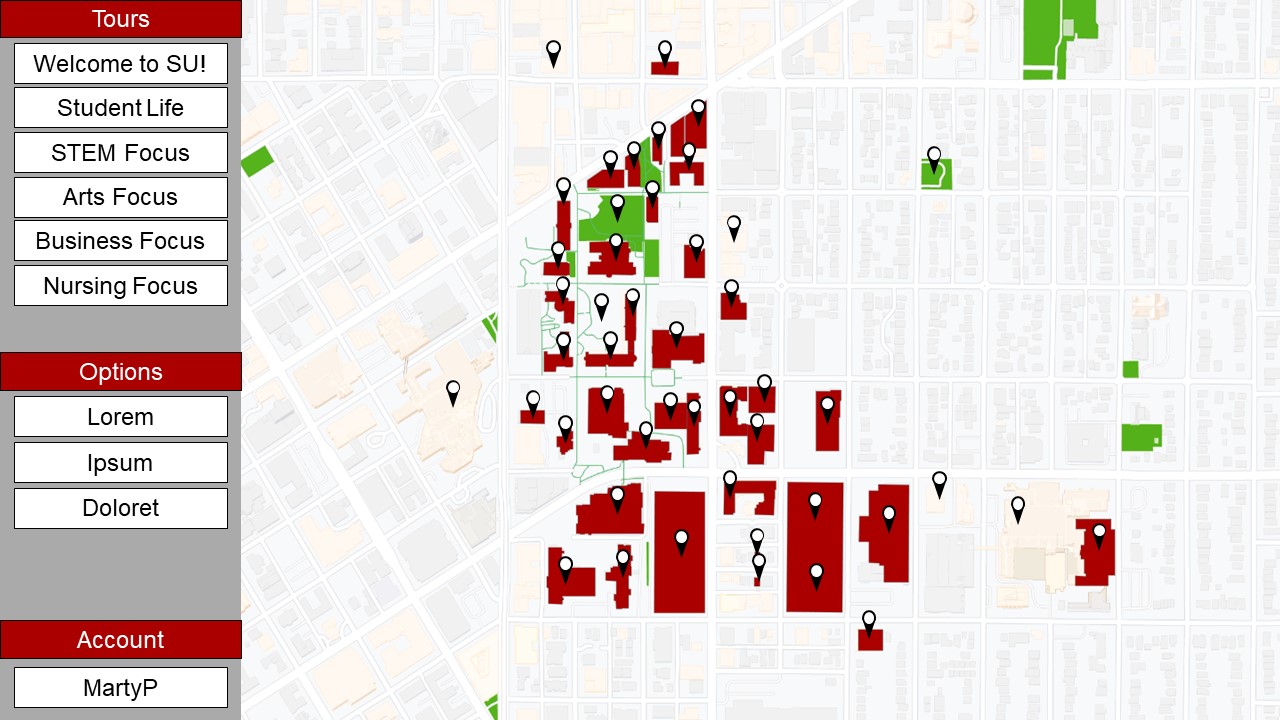 Tours
Welcome to SU!
Student Life
STEM Focus
Arts Focus
Business Focus
Nursing Focus
Options
Lorem
Ipsum
Doloret
Account
MartyP